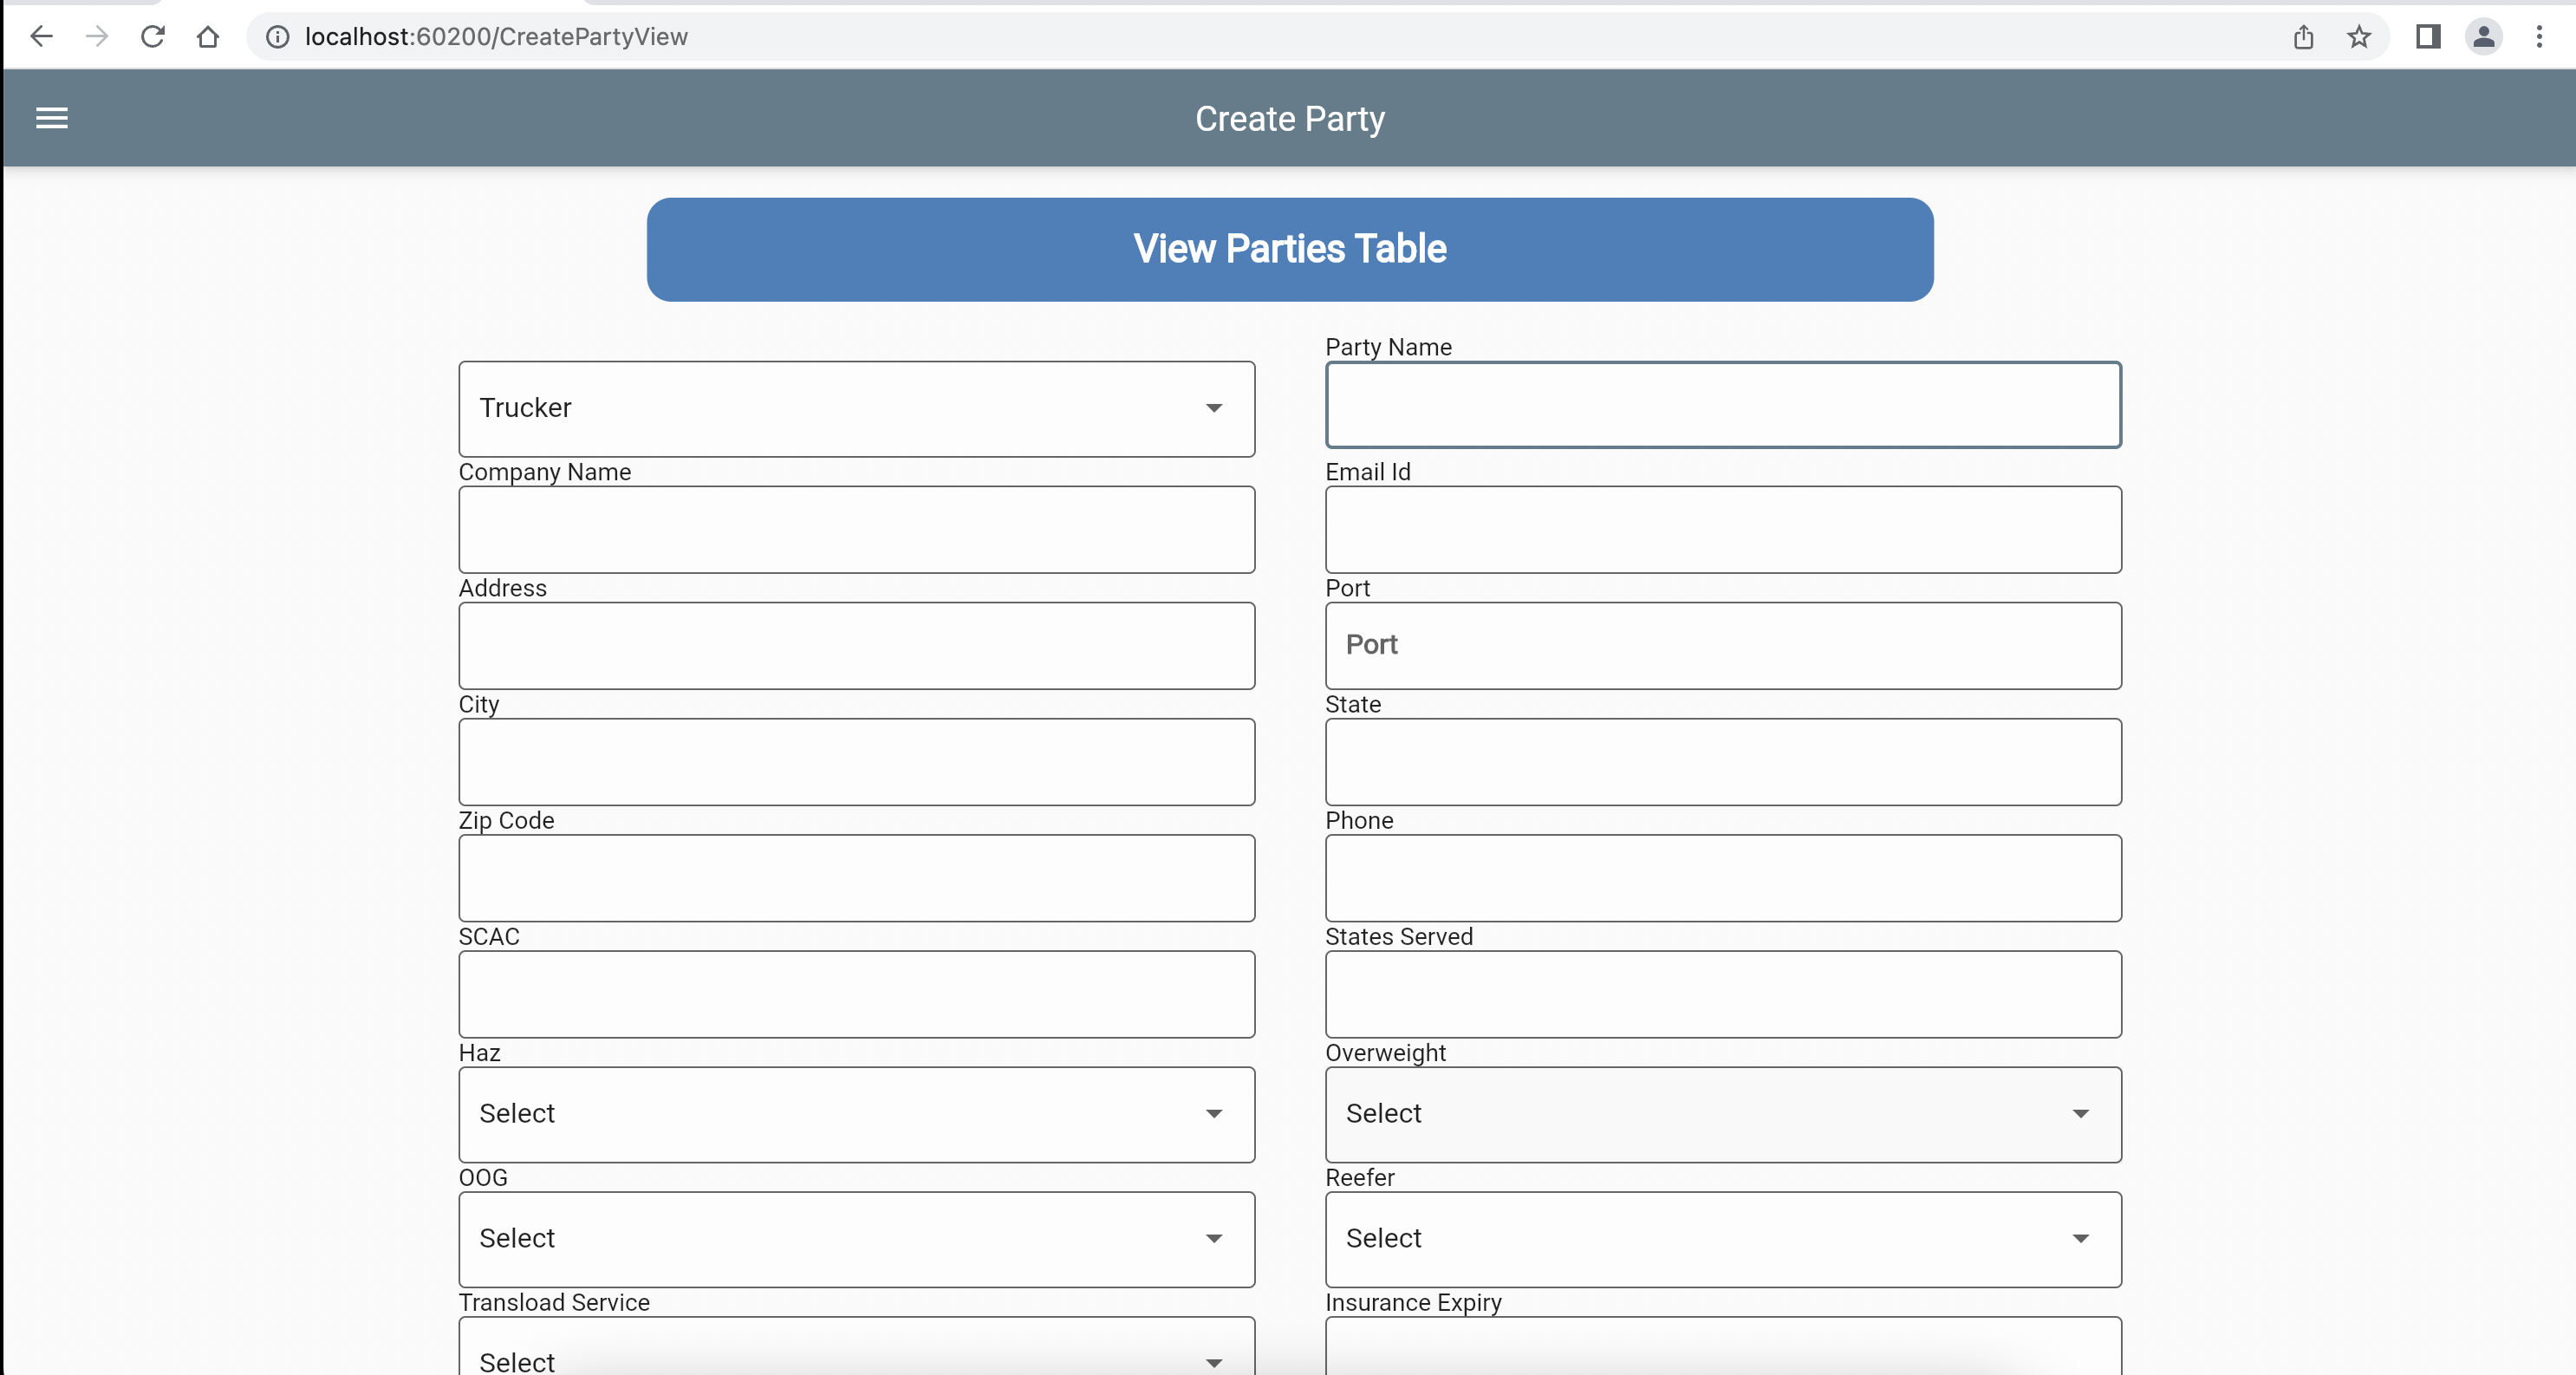 localhost:60200/CreatePartyView
Create Party
View Parties Table
Party Name
Trucker
Company Name
Email Id
Address
Port
Port
City
State
Zip Code
Phone
SCAC
States Served
Haz
Overweight
Select
Select
OOG
Reefer
Select
Select
Transload Service
Insurance Expiry
Select